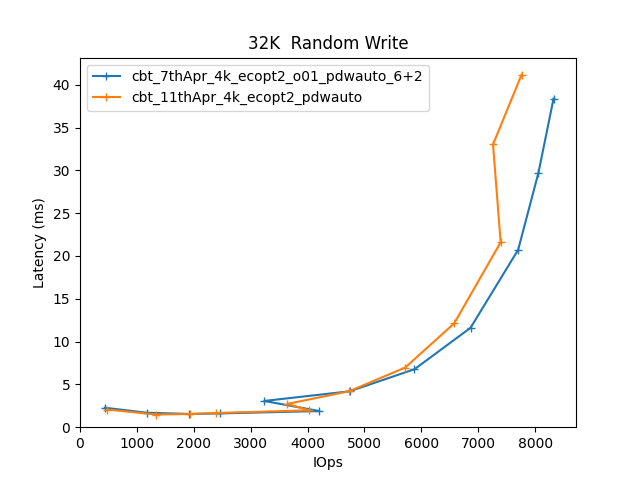 32K  Random Write
cbt_7thApr_4k_ecopt2_o01_pdwauto_6+2
cbt_11thApr_4k_ecopt2_pdwauto
Latency (ms)
40
35
30
25
20
15
10
5
0
0 1000 2000 3000 4000 5000 6000 7000 8000
IOps